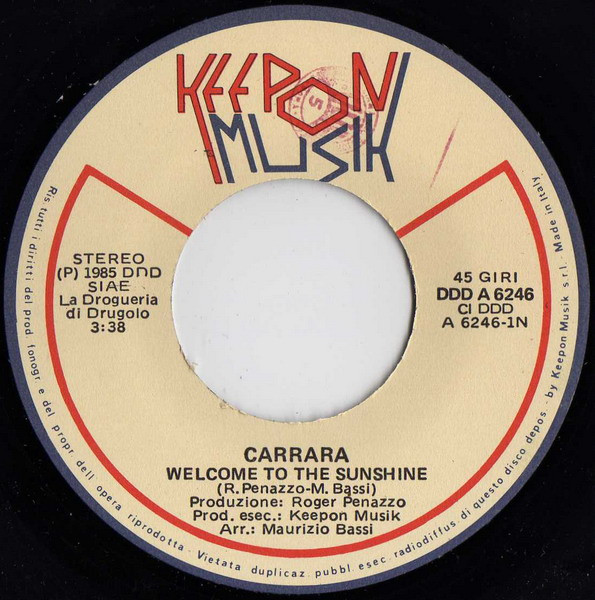 KEEPON
MUSIK
STEREO
(P) 1985 DDD
SIAE
La Drogueria
di Drugolo
3:38
45 GIRI
DDD A 6246
CI DDD
A 6246-1N
CARRARA
WELCOME TO THE SUNSHINE
(R. Penazzo-M. Bassi)
Produzione: Roger Penazzo
Prod. esec.: Keepon Musik
Arr.: Maurizio Bassi
Ris. tutti i diritti del prod. fonogr. e del propr. dell'opera riprodotta - Vietata duplicaz. pubbl. esec. radiodiffus. di questo disco depos. - by Keepon Musik s.r.l. - Made in Italy.